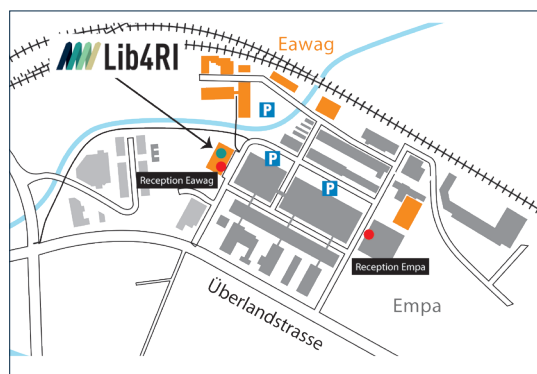 Lib4RI
Eawag
P
P
Reception Eawag
P
Reception Empa
Überlandstrasse
Empa